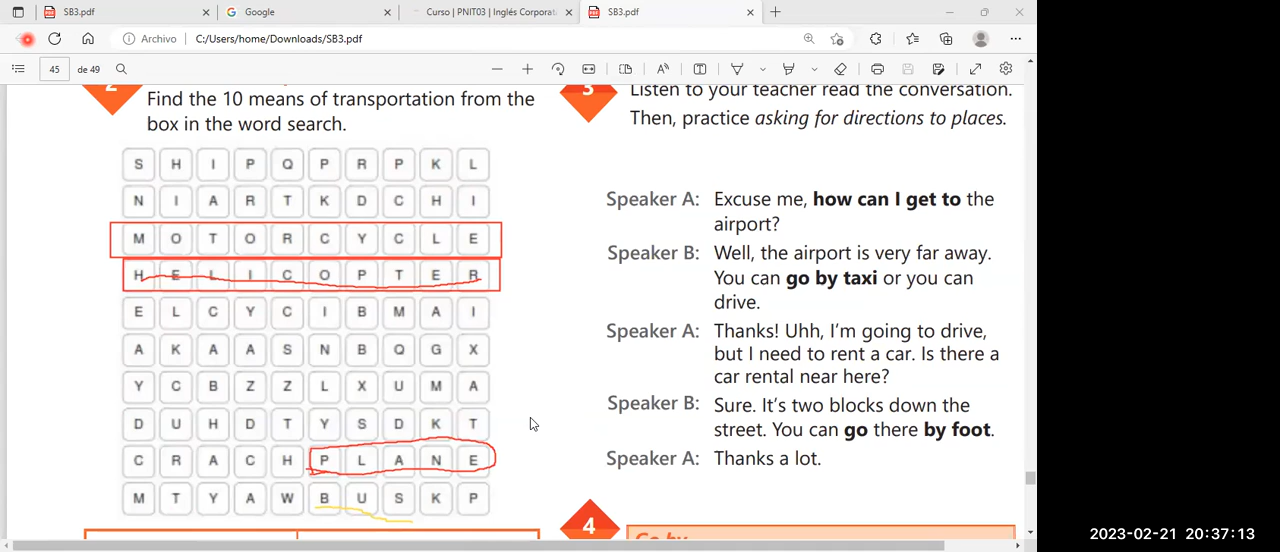 SB3.pdf
Google
Curso | PNIT03 | Inglés Corporat
SB3.pdf
Archivo
C:/Users/home/Downloads/SB3.pdf
45
de 49
2
Find the 10 means of transportation from the
box in the word search.
S H I P Q P R P K L
N I A R T K D C H I
M O T O R C Y C L E
H E L I C O P T E R
E L C Y C I B M A I
A K A A S N B Q G X
Y C B Z Z L X U M A
D U H D T Y S D K T
C R A C H P L A N E
M T Y A W B U S K P
3
Listen to your teacher read the conversation.
Then, practice asking for directions to places.
Speaker A: Excuse me, how can I get to the
airport?
Speaker B: Well, the airport is very far away.
You can go by taxi or you can
drive.
Speaker A: Thanks! Uhh, I'm going to drive,
but I need to rent a car. Is there a
car rental near here?
Speaker B: Sure. It's two blocks down the
street. You can go there by foot.
Speaker A: Thanks a lot.
4
Go by
2023-02-21 20:37:13